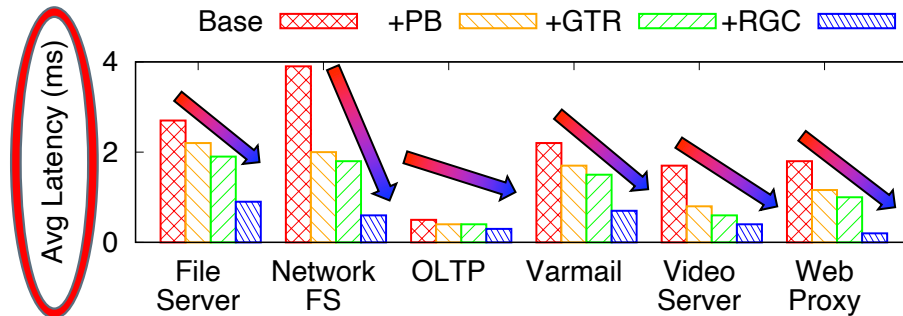 Base +PB +GTR +RGC
Avg Latency (ms)
4
2
0
File Server
Network FS
OLTP
Varmail
Video Server
Web Proxy